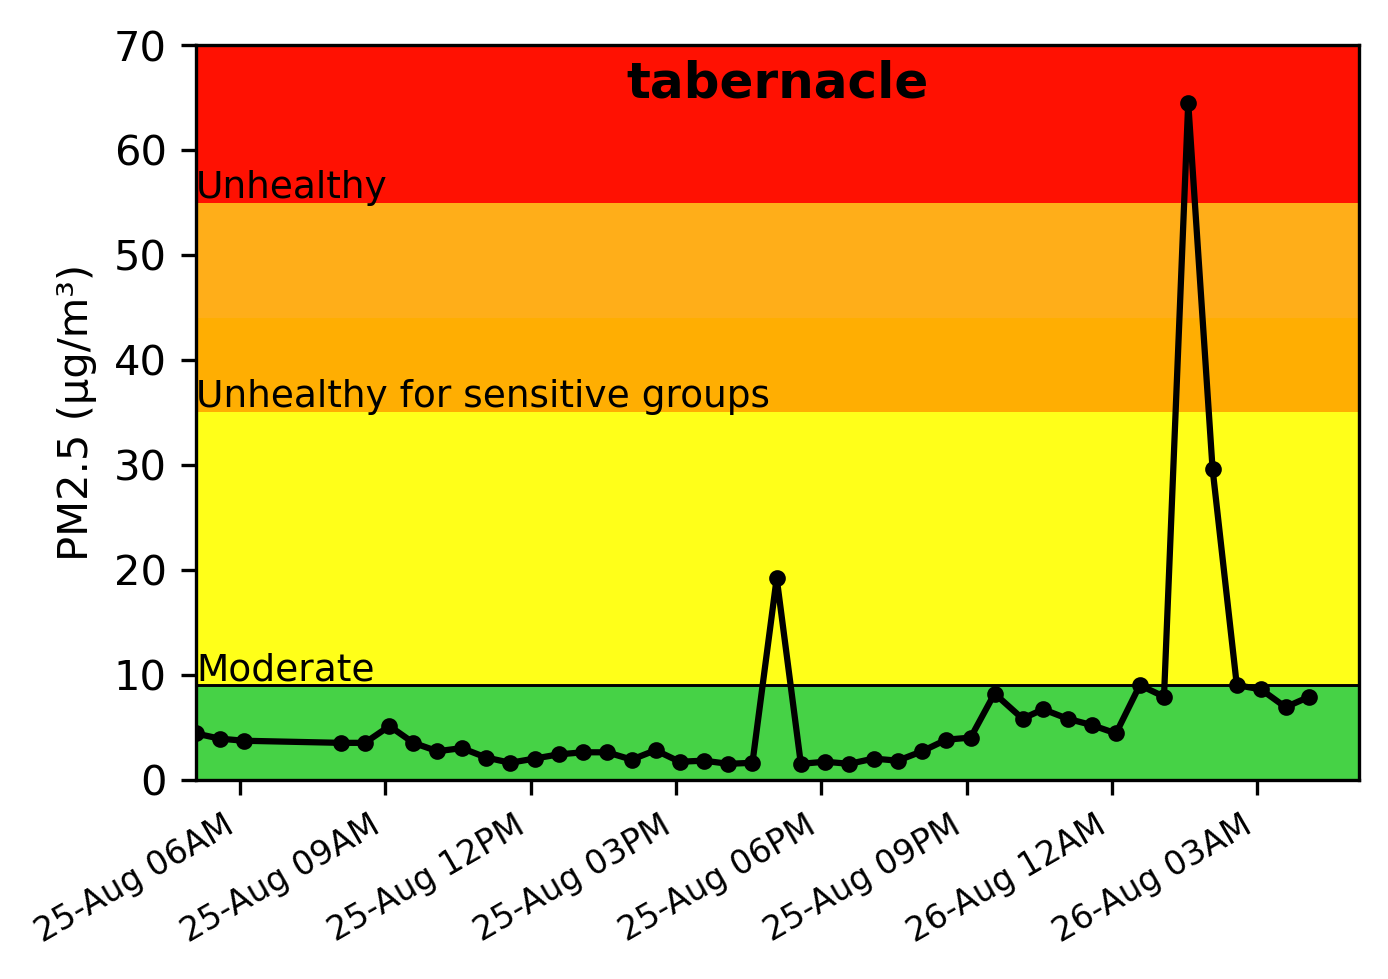 tabernacle
70
60
50
40
30
20
10
0
PM2.5 (μg/m³)
Unhealthy
Unhealthy for sensitive groups
Moderate
25-Aug 06AM
25-Aug 09AM
25-Aug 12PM
25-Aug 03PM
25-Aug 06PM
25-Aug 09PM
26-Aug 12AM
26-Aug 03AM